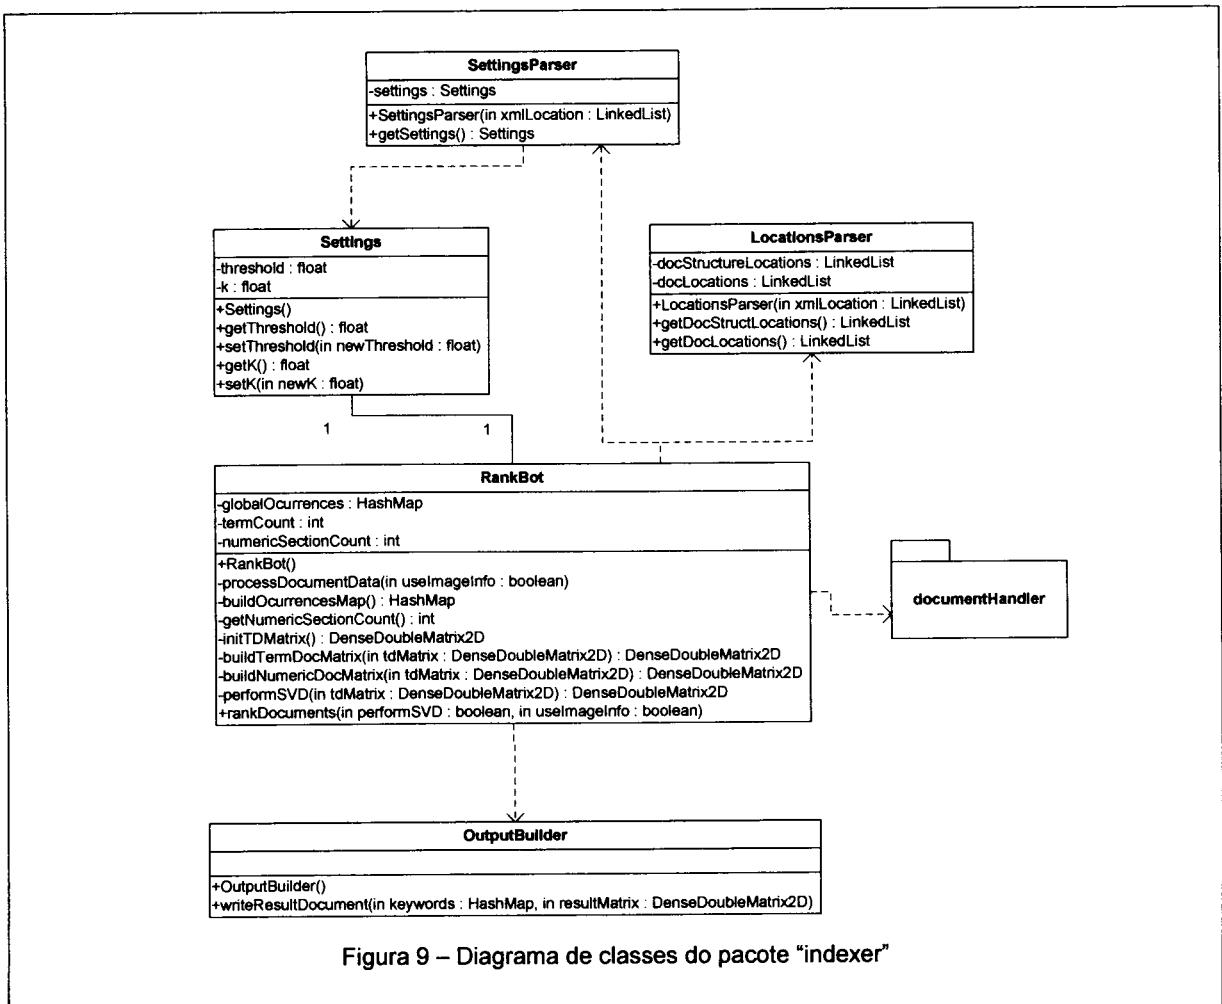 SettingsParser
-settings : Settings
+SettingsParser(in xmlLocation : LinkedList)
+getSettings() : Settings
Settings
-threshold : float
-k : float
+Settings()
+getThreshold() : float
+setThreshold(in newThreshold : float)
+getK() : float
+setK(in newK : float)
LocationsParser
-docStructureLocations : LinkedList
-docLocations : LinkedList
+LocationsParser(in xmlLocation : LinkedList)
+getDocStructLocations() : LinkedList
+getDocLocations() : LinkedList
1
1
RankBot
-globalOcurrences : HashMap
-termCount : int
-numericSectionCount : int
+RankBot()
-processDocumentData(in useImageInfo : boolean)
-buildOcurrencesMap() : HashMap
-getNumericSectionCount() : int
-initTDMatrix() : DenseDoubleMatrix2D
-buildTermDocMatrix(in tdMatrix : DenseDoubleMatrix2D) : DenseDoubleMatrix2D
-buildNumericDocMatrix(in tdMatrix : DenseDoubleMatrix2D) : DenseDoubleMatrix2D
-performSVD(in tdMatrix : DenseDoubleMatrix2D) : DenseDoubleMatrix2D
+rankDocuments(in performSVD : boolean, in useImageInfo : boolean)
documentHandler
OutputBuilder
+OutputBuilder()
+writeResultDocument(in keywords : HashMap, in resultMatrix : DenseDoubleMatrix2D)
Figura 9 – Diagrama de classes do pacote “indexer”